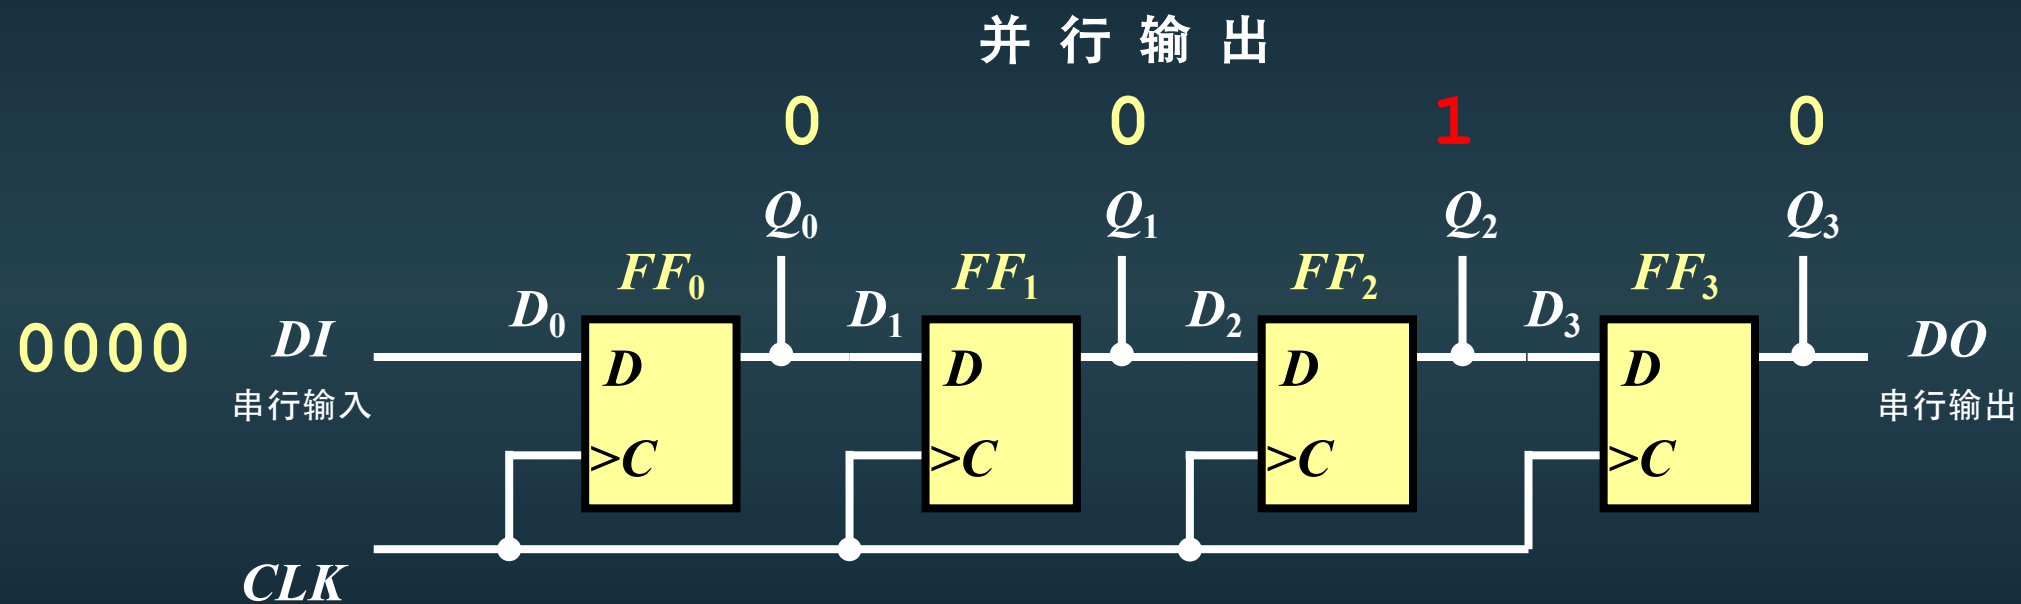 并行输出
0 0 1 0
Q0 Q1 Q2 Q3
FF0 FF1 FF2 FF3
D0 D1 D2 D3
0000 DI DO
D D D D
串行输入 串行输出
>C >C >C >C
CLK